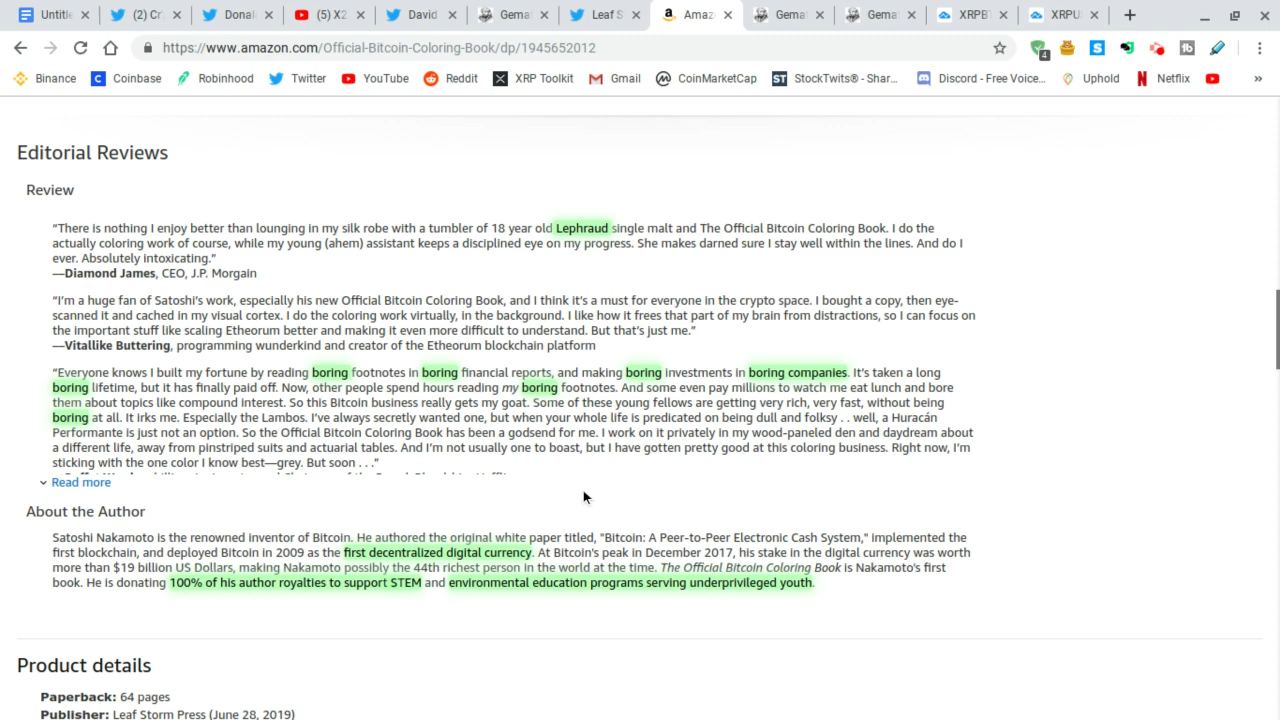 Untitle
(2) Cr
Donal
(5) X2
David
Gemat
Leaf S
Amaz
Gemat
Gemat
XRPBT
XRPUS
https://www.amazon.com/Official-Bitcoin-Coloring-Book/dp/1945652012
4
Binance
Coinbase
Robinhood
Twitter
YouTube
Reddit
XRP Toolkit
Gmail
CoinMarketCap
ST StockTwits® - Shar...
Discord - Free Voice...
Uphold
Netflix
»
Editorial Reviews
Review
“There is nothing I enjoy better than lounging in my silk robe with a tumbler of 18 year old Lephraud single malt and The Official Bitcoin Coloring Book. I do the
actually coloring work of course, while my young (ahem) assistant keeps a disciplined eye on my progress. She makes darned sure I stay well within the lines. And do I
ever. Absolutely intoxicating.”
—Diamond James, CEO, J.P. Morgain
“I’m a huge fan of Satoshi’s work, especially his new Official Bitcoin Coloring Book, and I think it’s a must for everyone in the crypto space. I bought a copy, then eye-
scanned it and cached in my visual cortex. I do the coloring work virtually, in the background. I like how it frees that part of my brain from distractions, so I can focus on
the important stuff like scaling Etheorum better and making it even more difficult to understand. But that’s just me.”
—Vitallike Buttering, programming wunderkind and creator of the Etheorum blockchain platform
“Everyone knows I built my fortune by reading boring footnotes in boring financial reports, and making boring investments in boring companies. It’s taken a long
boring lifetime, but it has finally paid off. Now, other people spend hours reading my boring footnotes. And some even pay millions to watch me eat lunch and bore
them about topics like compound interest. So this Bitcoin business really gets my goat. Some of these young fellows are getting very rich, very fast, without being
boring at all. It irks me. Especially the Lambos. I’ve always secretly wanted one, but when your whole life is predicated on being dull and folksy . . well, a Huracán
Performante is just not an option. So the Official Bitcoin Coloring Book has been a godsend for me. I work on it privately in my wood-paneled den and daydream about
a different life, away from pinstriped suits and actuarial tables. And I’m not usually one to boast, but I have gotten pretty good at this coloring business. Right now, I’m
sticking with the one color I know best—grey. But soon . . .”
Read more
About the Author
Satoshi Nakamoto is the renowned inventor of Bitcoin. He authored the original white paper titled, "Bitcoin: A Peer-to-Peer Electronic Cash System," implemented the
first blockchain, and deployed Bitcoin in 2009 as the first decentralized digital currency. At Bitcoin's peak in December 2017, his stake in the digital currency was worth
more than $19 billion US Dollars, making Nakamoto possibly the 44th richest person in the world at the time. The Official Bitcoin Coloring Book is Nakamoto's first
book. He is donating 100% of his author royalties to support STEM and environmental education programs serving underprivileged youth.
Product details
Paperback: 64 pages
Publisher: Leaf Storm Press (June 28, 2019)